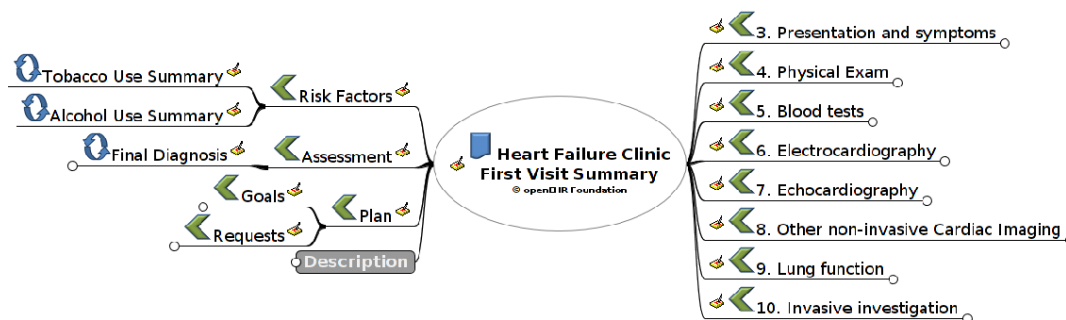 Tobacco Use Summary
Alcohol Use Summary
Risk Factors
Final Diagnosis
Assessment
Goals
Requests
Plan
Description
Heart Failure Clinic
First Visit Summary
© openEHR Foundation
3. Presentation and symptoms
4. Physical Exam
5. Blood tests
6. Electrocardiography
7. Echocardiography
8. Other non-invasive Cardiac Imaging
9. Lung function
10. Invasive investigation